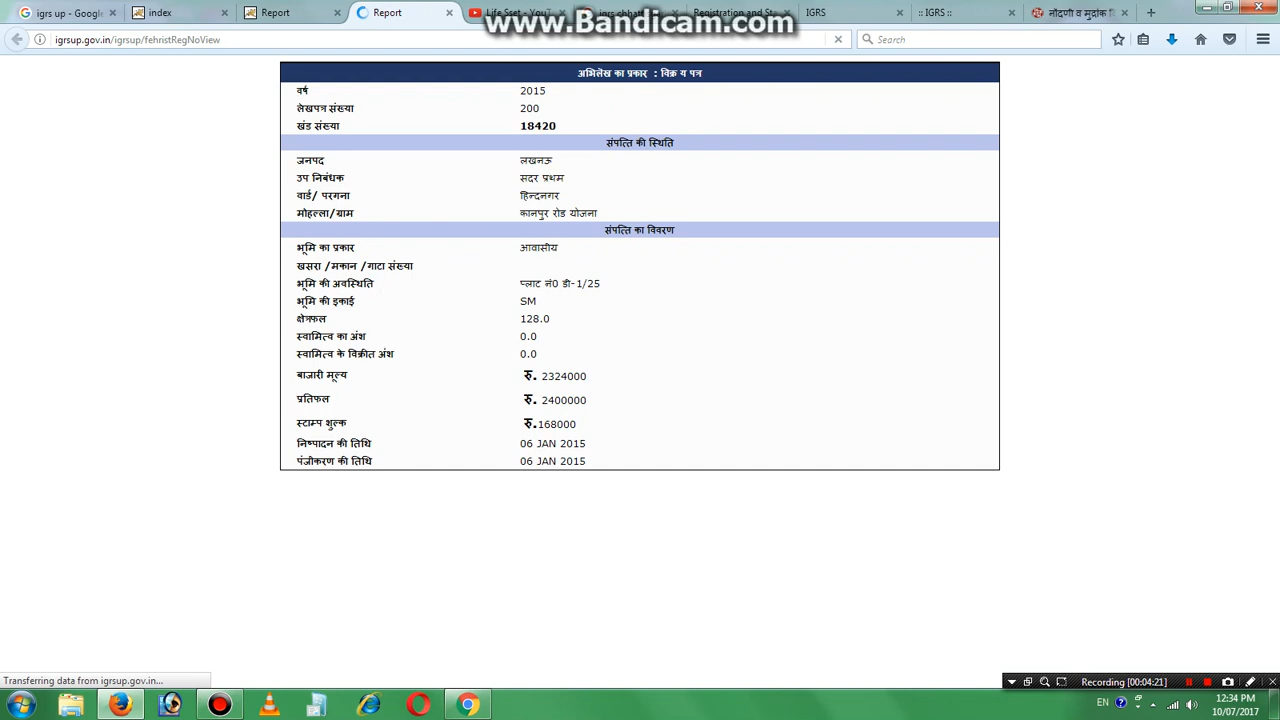 igrs up - Google
index
Report
Report
Life Sset - YouT
Registration and Sta
IGRS
:: IGRS ::
www.Bandicam.com
igrsup.gov.in/igrsup/fehristRegNoView
Search
अभिलेख का प्रकार : विक्र य पत्र
वर्ष 2015
लेखपत्र संख्या 200
खंड संख्या 18420
संपत्ति की स्थिति
जनपद लखनऊ
उप निबंधक सदर प्रथम
वार्ड/ परगना हिन्दनगर
मोहल्ला/ग्राम कानपुर रोड योजना
संपत्ति का विवरण
भूमि का प्रकार आवासीय
खसरा /मकान /गाटा संख्या
भूमि की अवस्थिति प्लाट नं0 डी-1/25
भूमि की इकाई SM
क्षेत्रफल 128.0
स्वामित्व का अंश 0.0
स्वामित्व के विक्रीत अंश 0.0
बाजारी मूल्य रु. 2324000
प्रतिफल रु. 2400000
स्टाम्प शुल्क रु.168000
निष्पादन की तिथि 06 JAN 2015
पंजीकरण की तिथि 06 JAN 2015
Transferring data from igrsup.gov.in...
Recording [00:04:21]
EN
12:34 PM
10/07/2017